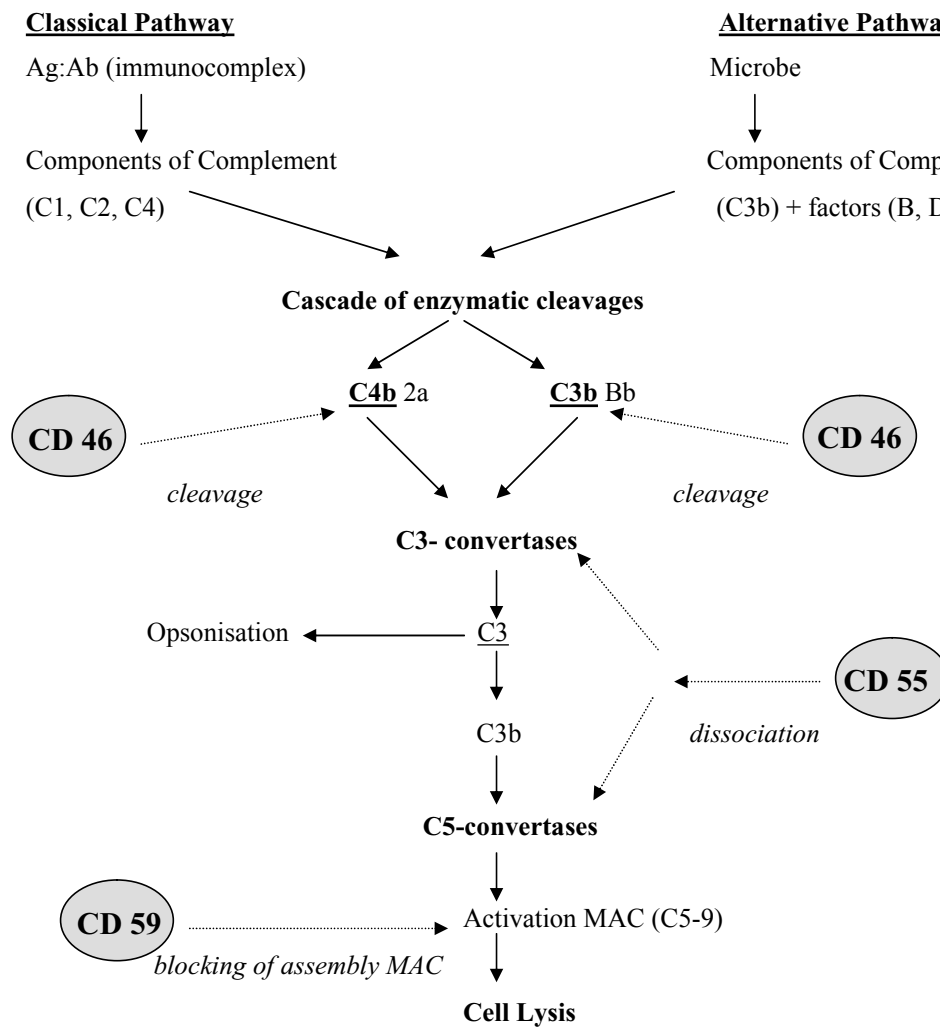 Classical Pathway
Alternative Pathwa
Ag:Ab (immunocomplex)
Microbe
Components of Complement
Components of Comp
(C1, C2, C4)
(C3b) + factors (B, D
Cascade of enzymatic cleavages
C4b 2a
C3b Bb
CD 46
CD 46
cleavage
cleavage
C3- convertases
Opsonisation
C3
CD 55
C3b
dissociation
C5-convertases
CD 59
Activation MAC (C5-9)
blocking of assembly MAC
Cell Lysis